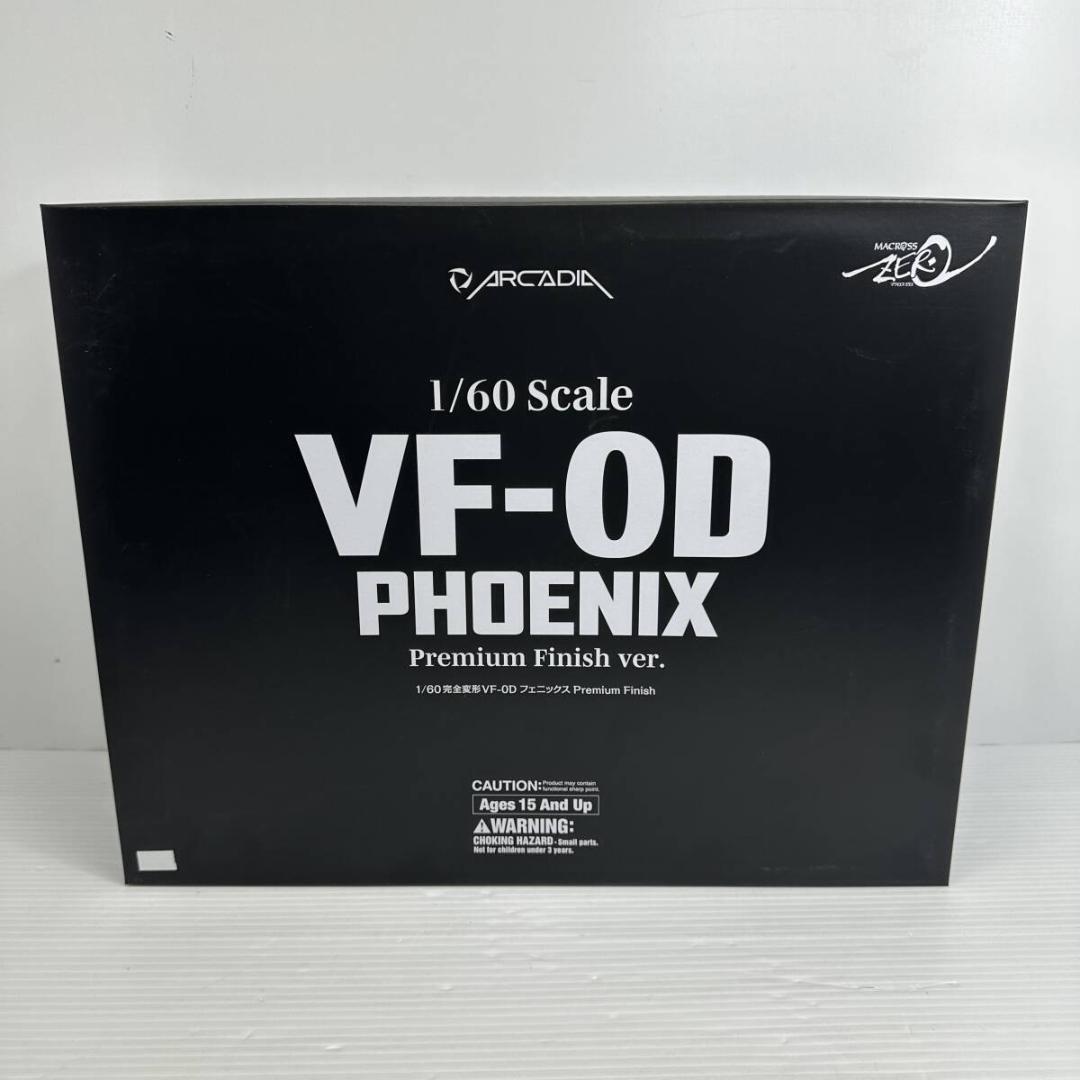 ARCADIA
MACROSS
ZERO
1/60 Scale
VF-0D
PHOENIX
Premium Finish ver.
1/60 完全変形 VF-0D フェニックス Premium Finish
CAUTION: Product may contain
functional sharp point.
Ages 15 And Up
⚠WARNING:
CHOKING HAZARD - Small parts.
Not for children under 3 years.